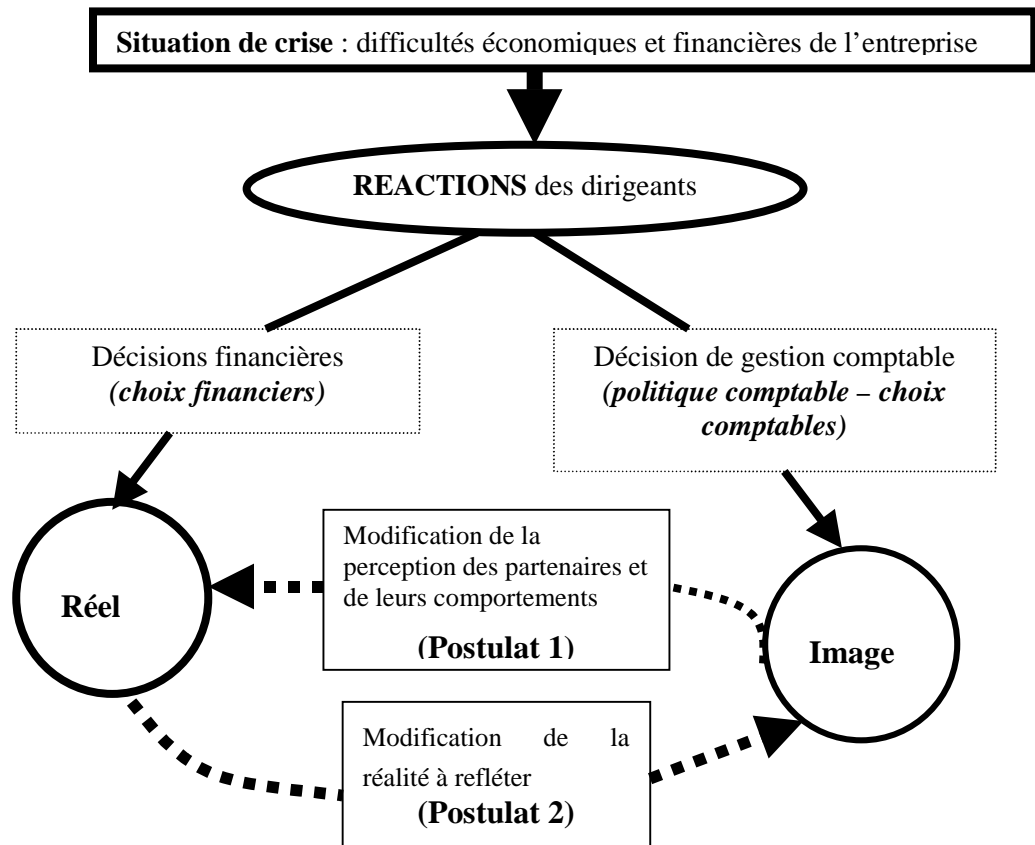 Situation de crise : difficultés économiques et financières de l'entreprise
REACTIONS des dirigeants
Décisions financières
(choix financiers)
Décision de gestion comptable
(politique comptable – choix
comptables)
Modification de la
perception des partenaires et
de leurs comportements
(Postulat 1)
Réel
Image
Modification de la
réalité à refléter
(Postulat 2)